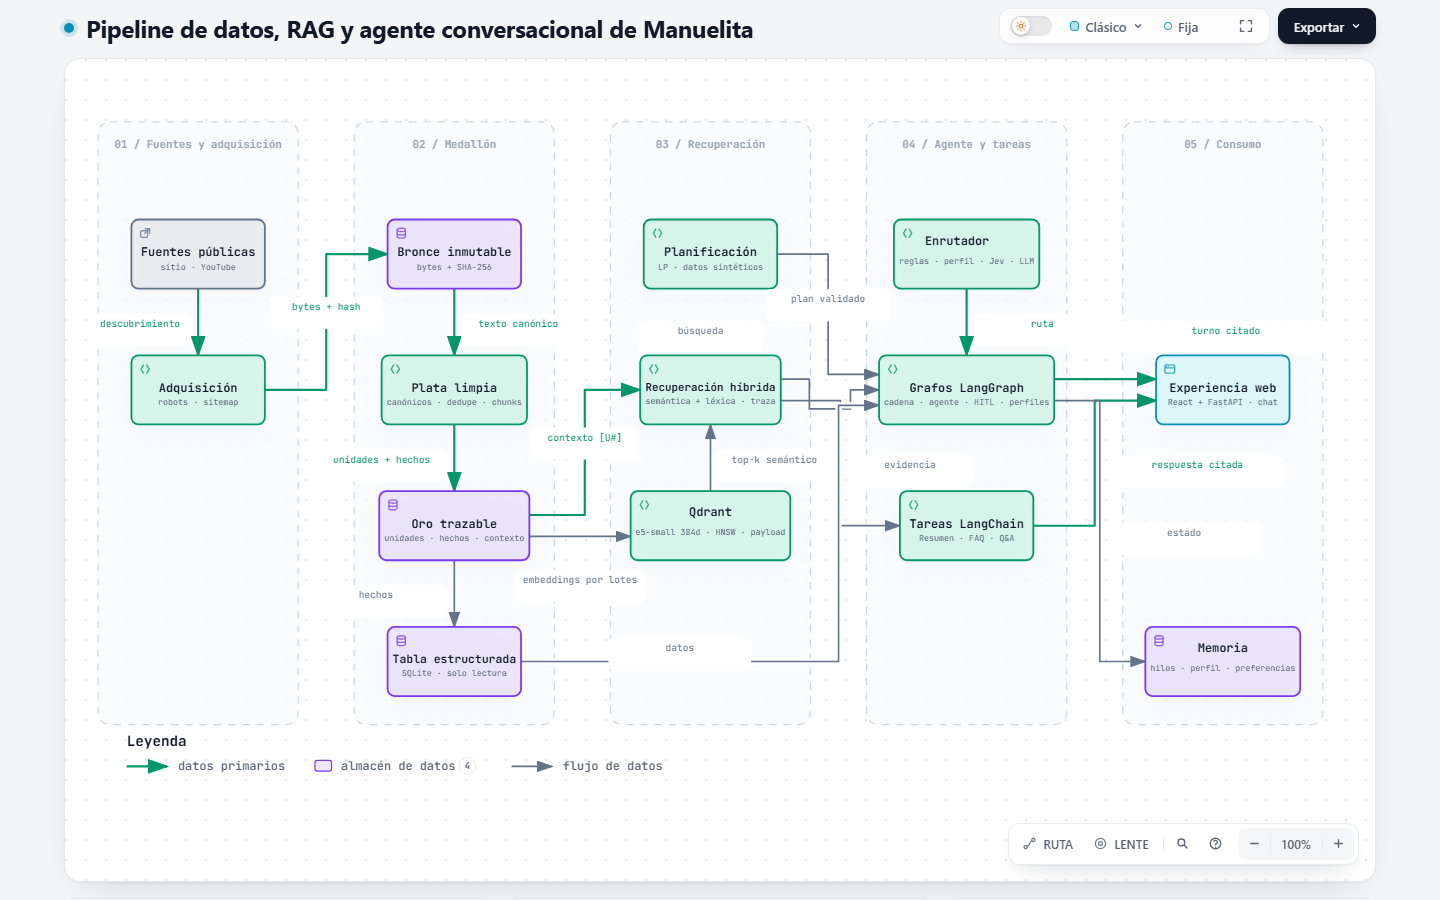 Pipeline de datos, RAG y agente conversacional de Manuelita
Clásico
Fija
Exportar
01 / Fuentes y adquisición
02 / Medallón
03 / Recuperación
04 / Agente y tareas
05 / Consumo
Fuentes públicas
sitio · YouTube
Bronce inmutable
bytes + SHA-256
Planificación
LP · datos sintéticos
Enrutador
reglas · perfil · Jev · LLM
bytes + hash
plan validado
descubrimiento
texto canónico
búsqueda
ruta
turno citado
Adquisición
robots · sitemap
Plata limpia
canónicos · dedupe · chunks
Recuperación híbrida
semántica + léxica · traza
Grafos LangGraph
cadena · agente · HITL · perfiles
Experiencia web
React + FastAPI · chat
contexto [U#]
unidades + hechos
top-k semántico
evidencia
respuesta citada
Oro trazable
unidades · hechos · contexto
Qdrant
e5-small 384d · HNSW · payload
Tareas LangChain
Resumen · FAQ · Q&A
estado
embeddings por lotes
hechos
datos
Tabla estructurada
SQLite · solo lectura
Memoria
hilos · perfil · preferencias
Leyenda
datos primarios
almacén de datos 4
flujo de datos
RUTA
LENTE
− 100% +